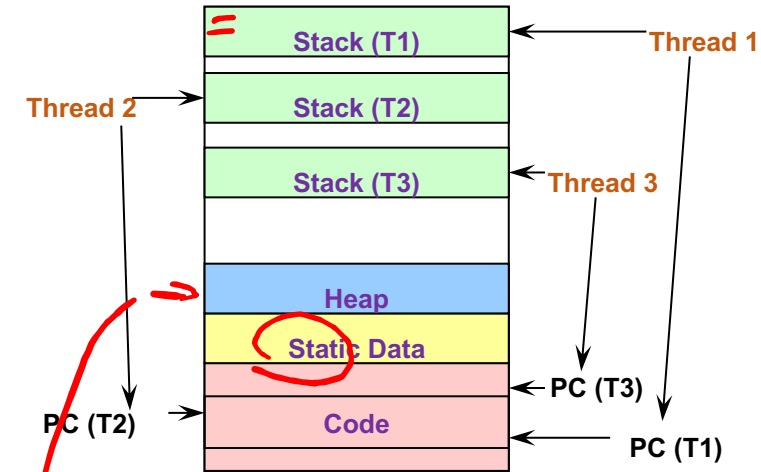 Stack (T1)
Thread 1
Thread 2
Stack (T2)
Stack (T3)
Thread 3
Heap
Static Data
PC (T3)
PC (T2)
Code
PC (T1)